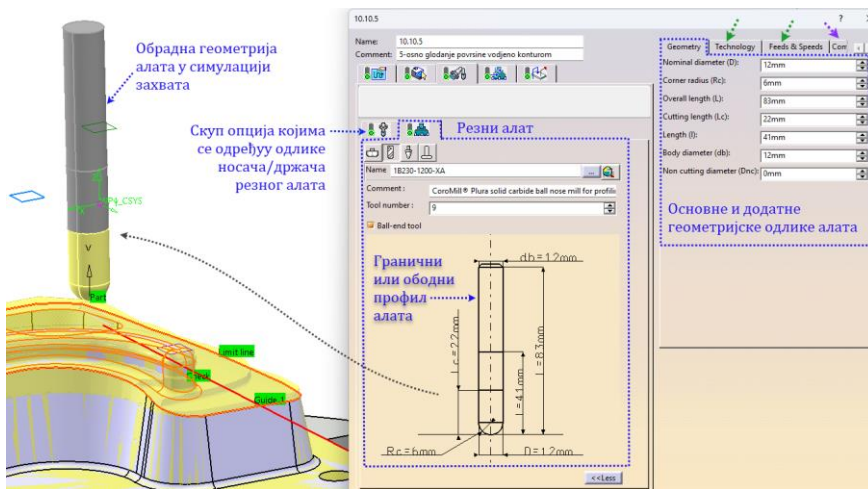 10.10.5
?
Name:
10.10.5
Comment:
5-osno glodanje povrsine vodjeno konturom
Geometry
Technology
Feeds & Speeds
Com
Nominal diameter (D):
12mm
Corner radius (Rc):
6mm
Overall length (L):
83mm
Cutting length (Lc):
22mm
Length (l):
41mm
Body diameter (db):
12mm
Non cutting diameter (Dnc):
0mm
Обрадна геометрија
алата у симулацији
захвата
Скуп опција којима
се одређују одлике
носача/држача
резног алата
Резни алат
Name
1B230-1200-XA
...
Comment :
CoroMill® Plura solid carbide ball nose mill for profilin
Tool number :
9
Ball-end tool
Гранични
или ободни
профил
алата
Основне и додатне
геометријске одлике алата
db=12mm
Lc=22mm
L=83mm
l=41mm
Rc=6mm
D=12mm
<<Less
V
Part
Limit line
Guide 1